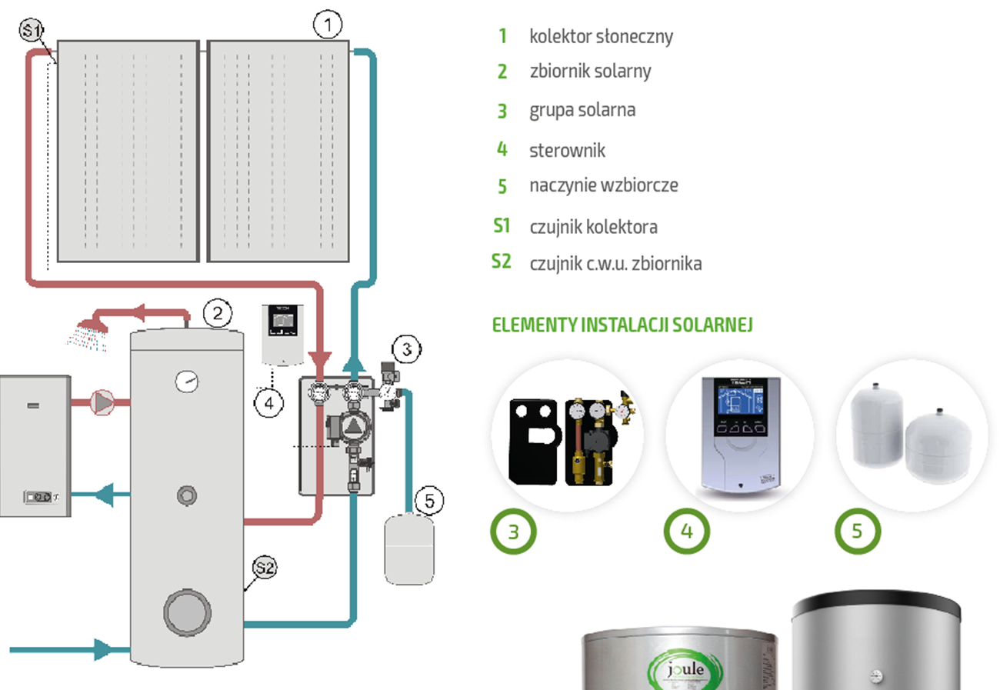 S1
1
2
3
4
5
S2
1 kolektor słoneczny
2 zbiornik solarny
3 grupa solarna
4 sterownik
5 naczynie wzbiorcze
S1 czujnik kolektora
S2 czujnik c.w.u. zbiornika
ELEMENTY INSTALACJI SOLARNEJ
TECH
3
4
5
joule